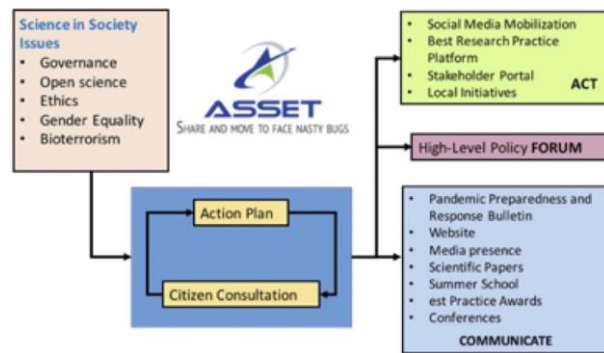 Science in Society
Issues
• Governance
• Open science
• Ethics
• Gender Equality
• Bioterrorism
ASSET
SHARE AND MOVE TO FACE NASTY BUGS
• Social Media Mobilization
• Best Research Practice
Platform
• Stakeholder Portal
• Local Initiatives
ACT
High-Level Policy FORUM
Action Plan
Citizen Consultation
• Pandemic Preparedness and
Response Bulletin
• Website
• Media presence
• Scientific Papers
• Summer School
• est Practice Awards
• Conferences
COMMUNICATE